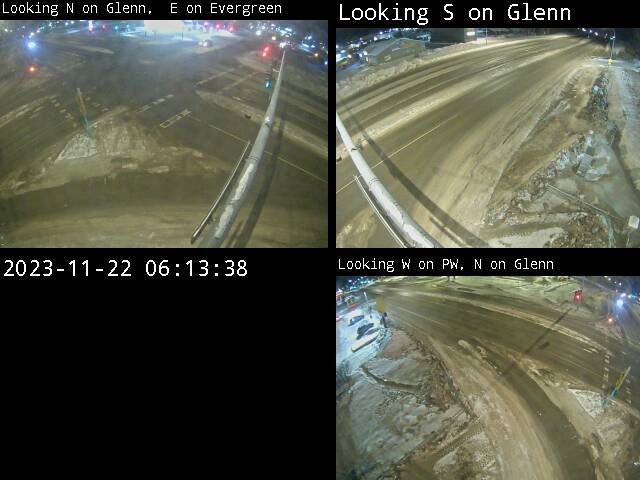 Looking N on Glenn,  E on Evergreen
Looking S on Glenn
2023-11-22 06:13:38
Looking W on PW, N on Glenn